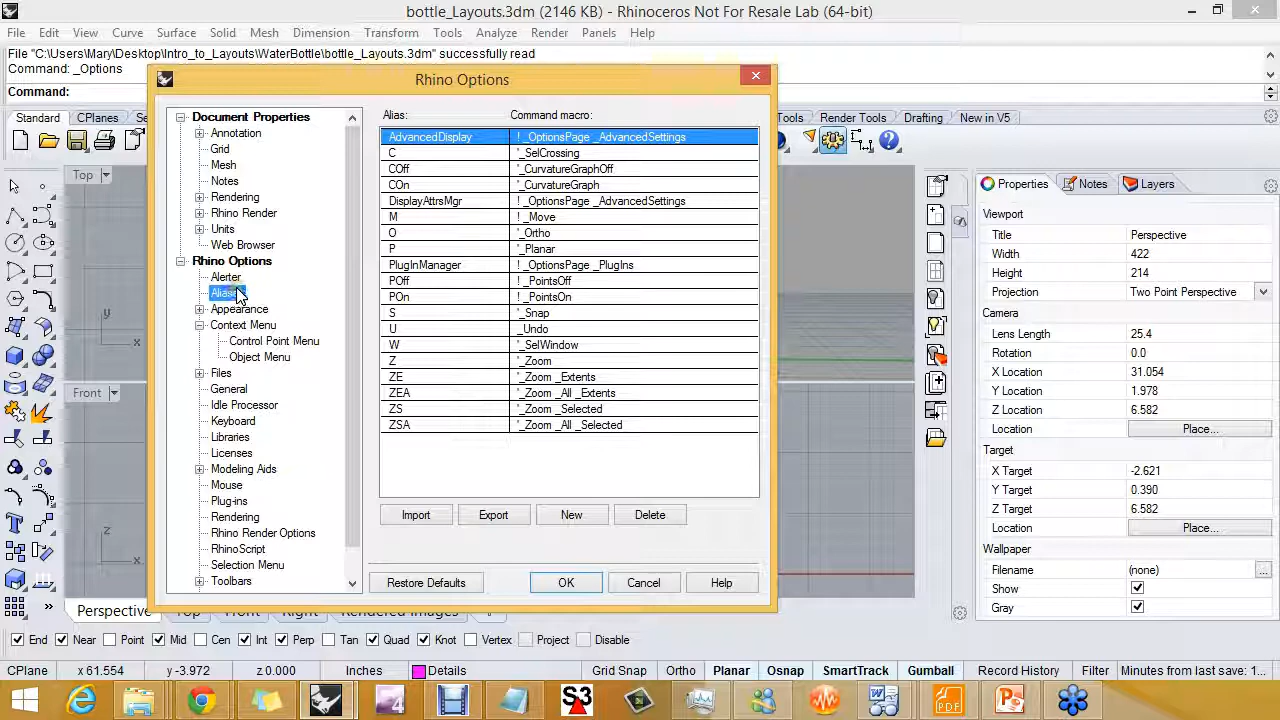 bottle_Layouts.3dm (2146 KB) - Rhinoceros Not For Resale Lab (64-bit)
File Edit View Curve Surface Solid Mesh Dimension Transform Tools Analyze Render Panels Help
File "C:\Users\Mary\Desktop\Intro_to_Layouts\WaterBottle\bottle_Layouts.3dm" successfully read
Command: _Options
Command:
Rhino Options
Standard CPlanes Tools Render Tools Drafting New in V5
Top
Front
Document Properties
Annotation
Grid
Mesh
Notes
Rendering
Rhino Render
Units
Web Browser
Rhino Options
Alerter
Aliases
Appearance
Context Menu
Control Point Menu
Object Menu
Files
General
Idle Processor
Keyboard
Libraries
Licenses
Modeling Aids
Mouse
Plug-ins
Rendering
Rhino Render Options
RhinoScript
Selection Menu
Toolbars
Alias: Command macro:
AdvancedDisplay ! _OptionsPage _AdvancedSettings
C '_SelCrossing
COff '_CurvatureGraphOff
COn '_CurvatureGraph
DisplayAttrsMgr ! _OptionsPage _AdvancedSettings
M ! _Move
O '_Ortho
P '_Planar
PlugInManager ! _OptionsPage _PlugIns
POff ! _PointsOff
POn ! _PointsOn
S '_Snap
U _Undo
W '_SelWindow
Z '_Zoom
ZE '_Zoom _Extents
ZEA '_Zoom _All _Extents
ZS '_Zoom _Selected
ZSA '_Zoom _All _Selected
Import Export New Delete
Restore Defaults OK Cancel Help
Properties Notes Layers
Viewport
Title Perspective
Width 422
Height 214
Projection Two Point Perspective
Camera
Lens Length 25.4
Rotation 0.0
X Location 31.054
Y Location 1.978
Z Location 6.582
Location Place...
Target
X Target -2.621
Y Target 0.390
Z Target 6.582
Location Place...
Wallpaper
Filename (none) ...
Show
Gray
y
x
z
x
Perspective Top Front Right Rendered Images
End Near Point Mid Cen Int Perp Tan Quad Knot Vertex Project Disable
CPlane x 61.554 y -3.972 z 0.000 Inches Details Grid Snap Ortho Planar Osnap SmartTrack Gumball Record History Filter Minutes from last save: 1...